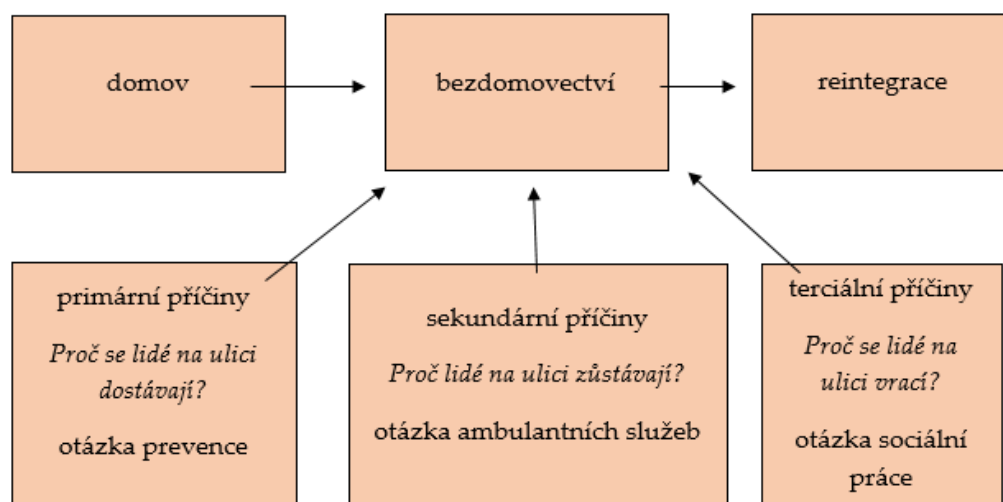 domov
bezdomovectví
reintegrace
primární příčiny
Proč se lidé na ulici
dostávají?
otázka prevence
sekundární příčiny
Proč lidé na ulici zůstávají?
otázka ambulantních služeb
terciální příčiny
Proč se lidé na
ulici vrací?
otázka sociální
práce